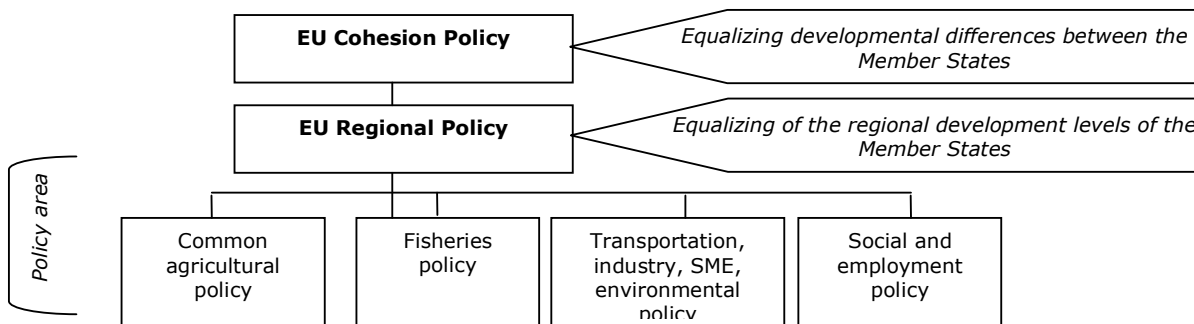 EU Cohesion Policy
Equalizing developmental differences between the
Member States
EU Regional Policy
Equalizing of the regional development levels of the
Member States
Policy area
Common
agricultural
policy
Fisheries
policy
Transportation,
industry, SME,
environmental
policy
Social and
employment
policy